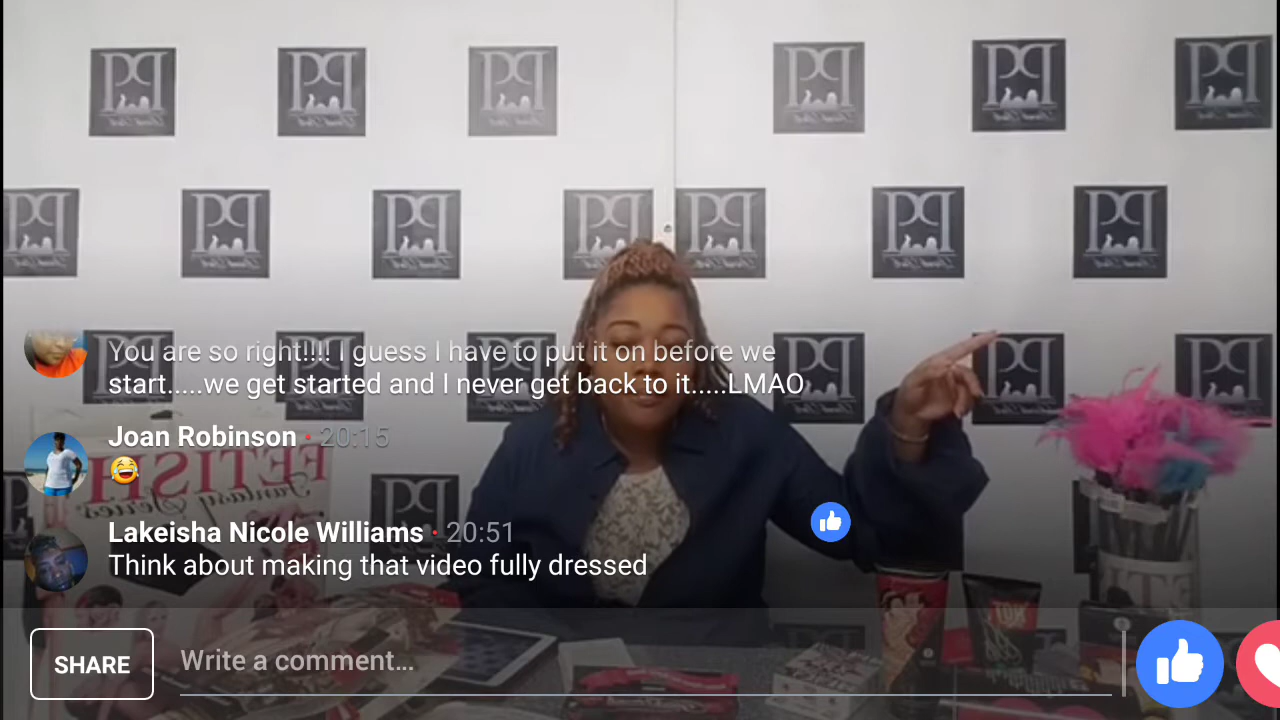 You are so right!!!! I guess I have to put it on before we
start.....we get started and I never get back to it.....LMAO
Joan Robinson • 20:15
😂
FETISH
Fantasy Series
Lakeisha Nicole Williams • 20:51
Think about making that video fully dressed
SHARE
Write a comment...